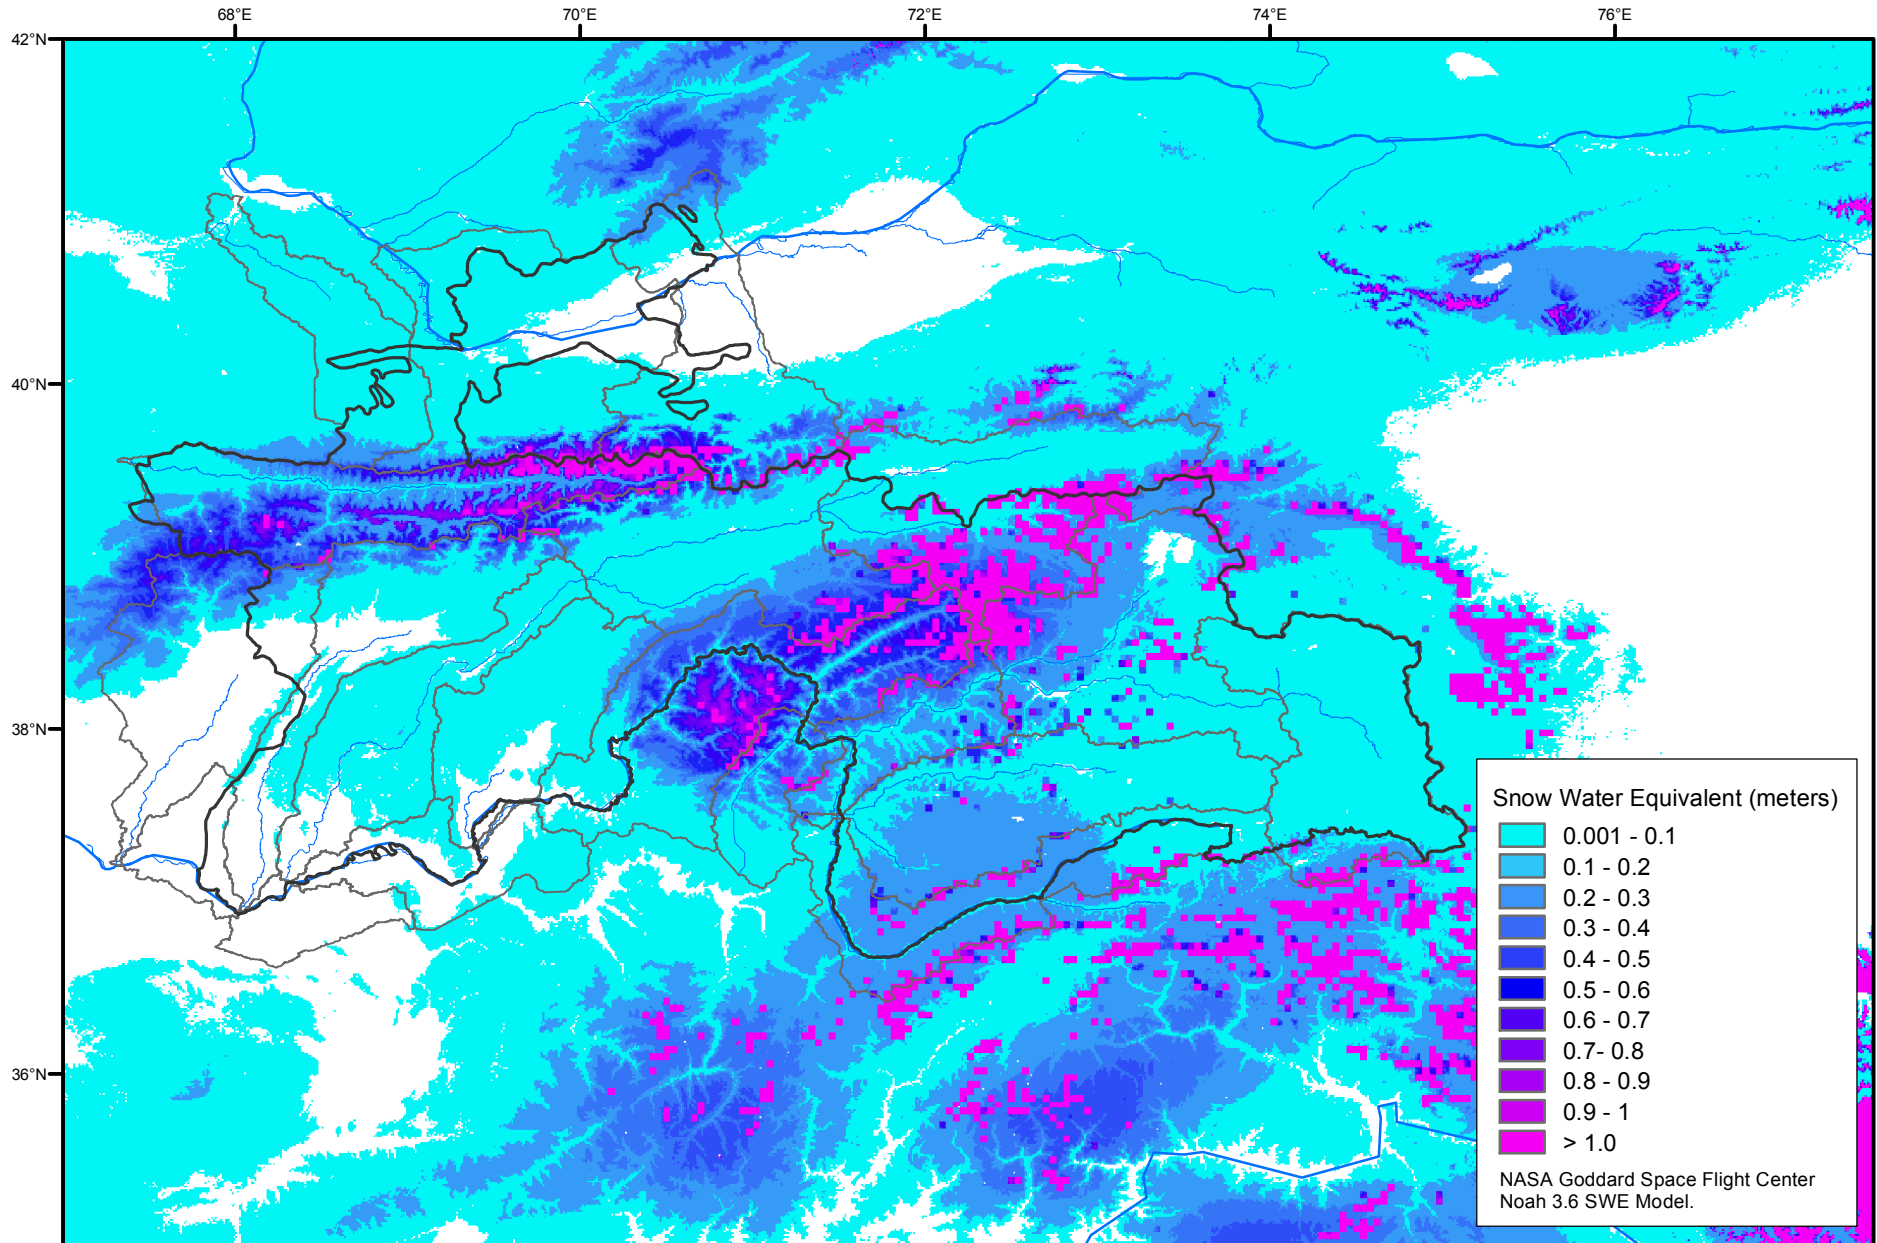 68°E 70°E 72°E 74°E 76°E
42°N
40°N
38°N
36°N
Snow Water Equivalent (meters)
0.001 - 0.1
0.1 - 0.2
0.2 - 0.3
0.3 - 0.4
0.4 - 0.5
0.5 - 0.6
0.6 - 0.7
0.7- 0.8
0.8 - 0.9
0.9 - 1
> 1.0
NASA Goddard Space Flight Center
Noah 3.6 SWE Model.